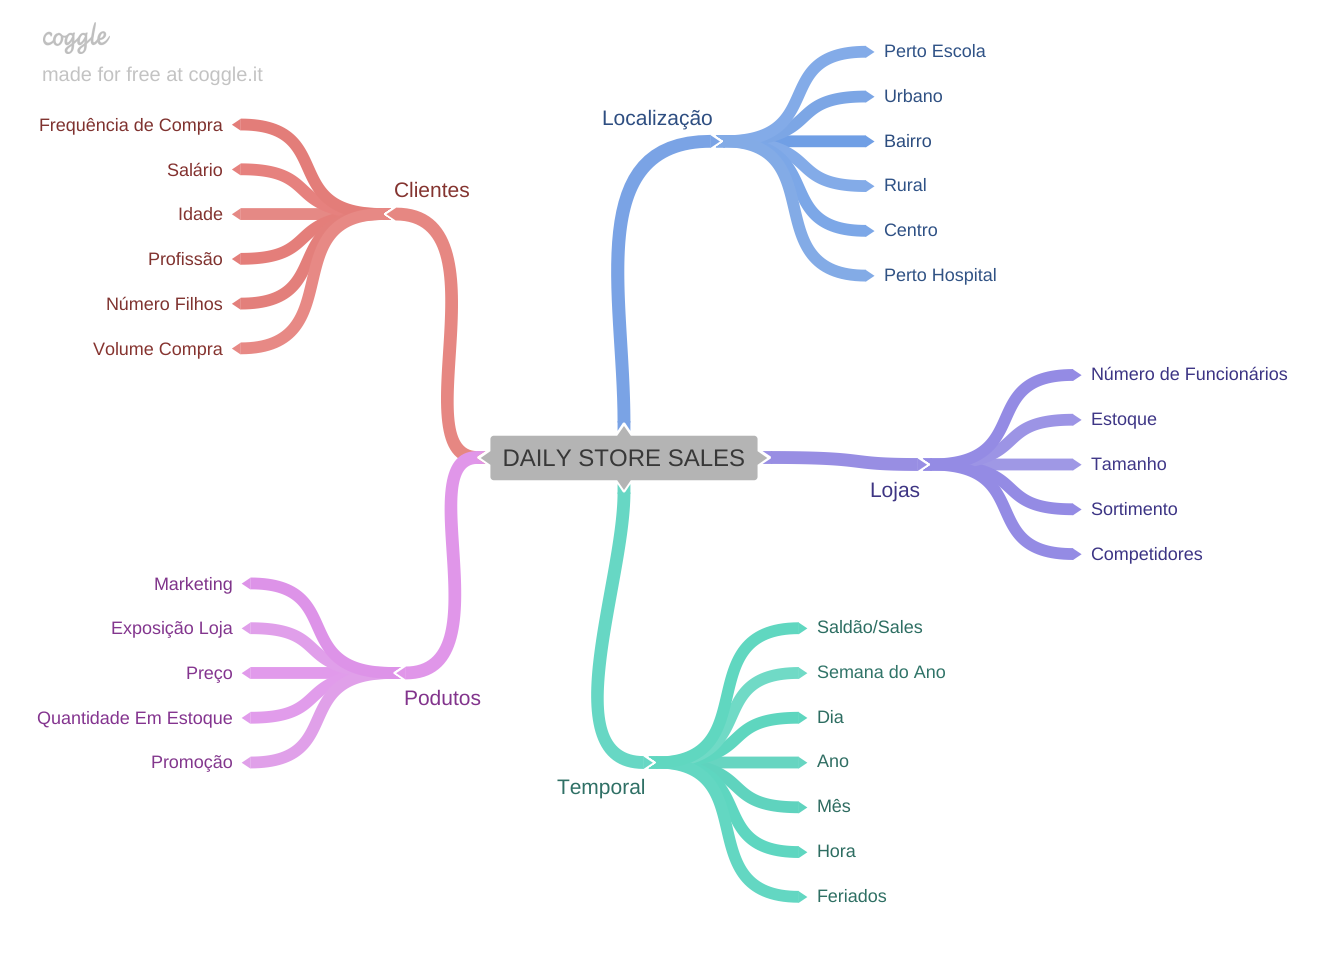 coggle
made for free at coggle.it
Clientes
Frequência de Compra
Salário
Idade
Profissão
Número Filhos
Volume Compra
Localização
Perto Escola
Urbano
Bairro
Rural
Centro
Perto Hospital
DAILY STORE SALES
Lojas
Número de Funcionários
Estoque
Tamanho
Sortimento
Competidores
Podutos
Marketing
Exposição Loja
Preço
Quantidade Em Estoque
Promoção
Temporal
Saldão/Sales
Semana do Ano
Dia
Ano
Mês
Hora
Feriados